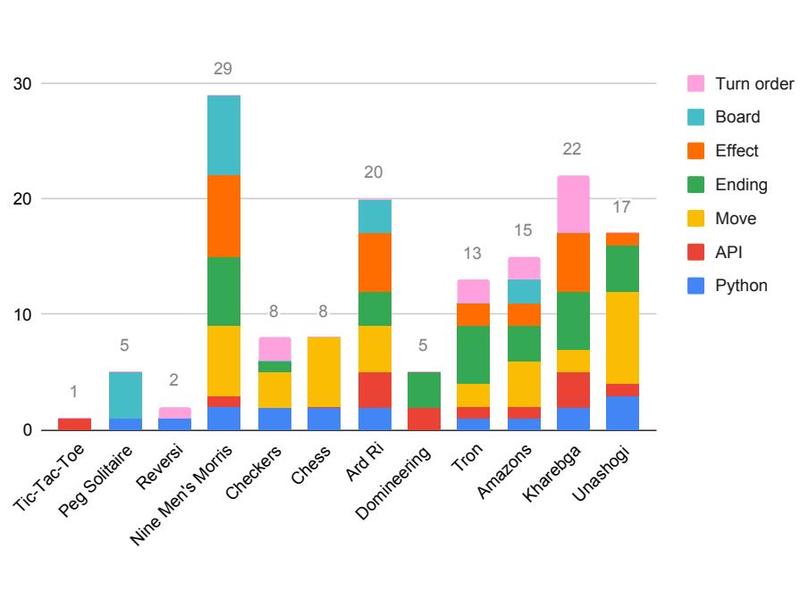 30
20
10
0
1
5
2
29
8
8
20
5
13
15
22
17
Tic-Tac-Toe
Peg Solitaire
Reversi
Nine Men's Morris
Checkers
Chess
Ard Ri
Domineering
Tron
Amazons
Kharebga
Unashogi
Turn order
Board
Effect
Ending
Move
API
Python